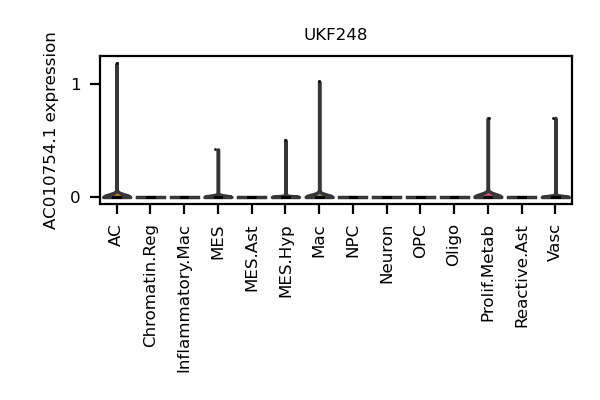 UKF248
AC010754.1 expression
1
0
AC
Chromatin.Reg
Inflammatory.Mac
MES
MES.Ast
MES.Hyp
Mac
NPC
Neuron
OPC
Oligo
Prolif.Metab
Reactive.Ast
Vasc